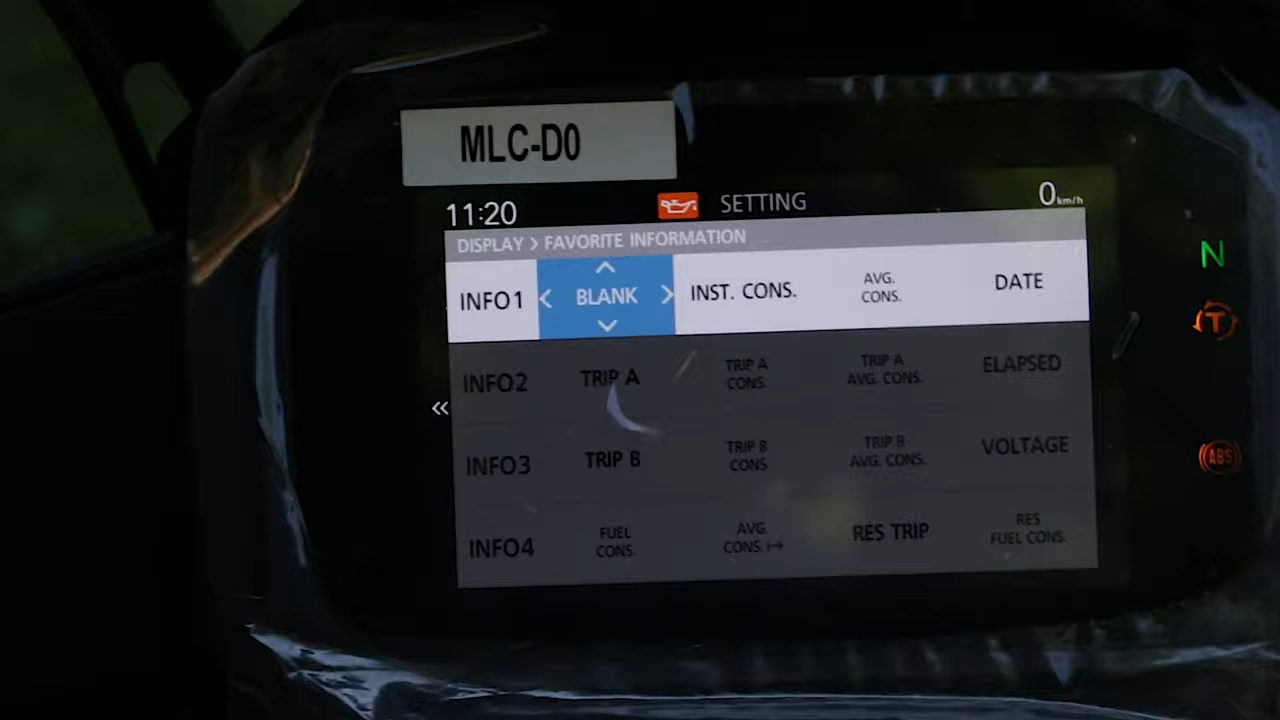 MLC-D0
11:20 SETTING 0 km/h
DISPLAY > FAVORITE INFORMATION
INFO1 < BLANK > INST. CONS. AVG. CONS. DATE
INFO2 TRIP A TRIP A CONS. TRIP A AVG. CONS. ELAPSED
INFO3 TRIP B TRIP B CONS TRIP B AVG. CONS. VOLTAGE
INFO4 FUEL CONS. AVG. CONS. ↦ RES TRIP RES FUEL CONS.
«
N
T
ABS